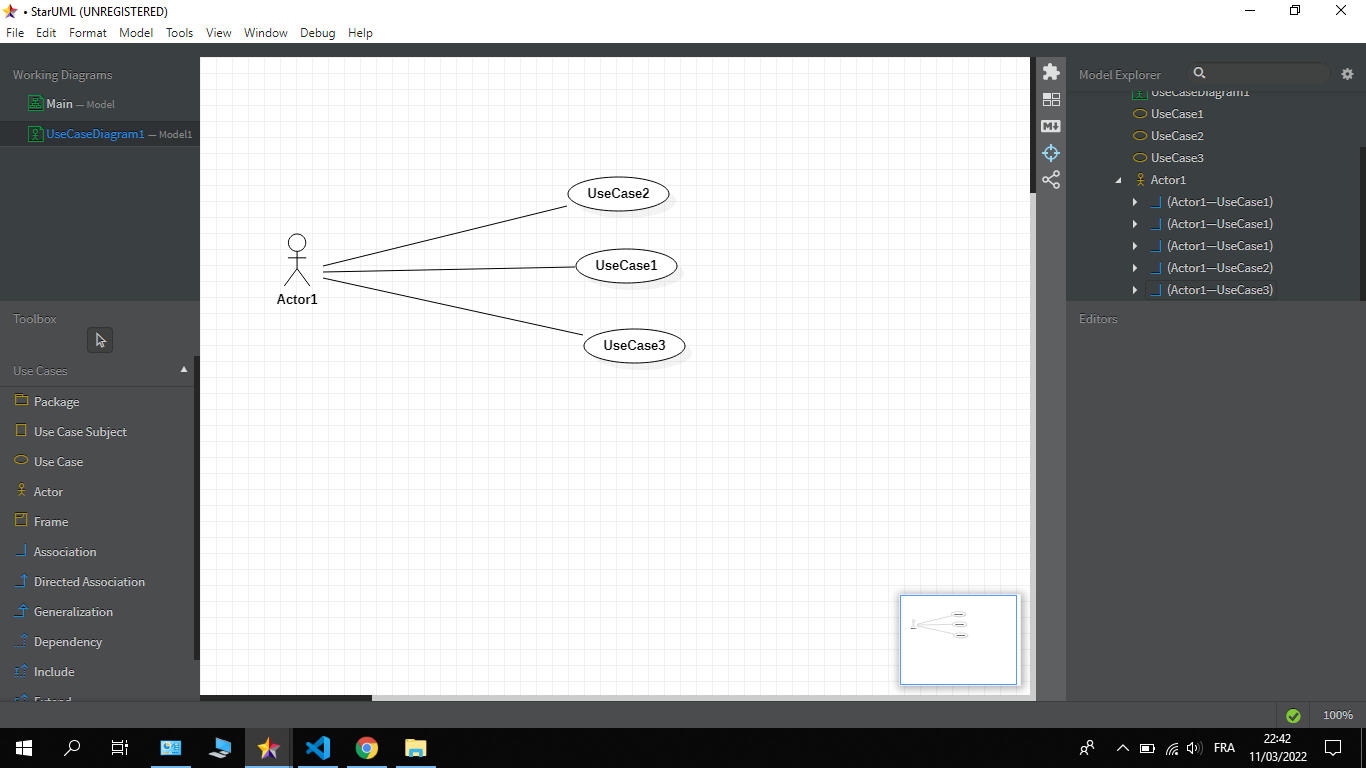 • StarUML (UNREGISTERED)
File Edit Format Model Tools View Window Debug Help
Working Diagrams
Main — Model
UseCaseDiagram1 — Model1
Toolbox
Use Cases
Package
Use Case Subject
Use Case
Actor
Frame
Association
Directed Association
Generalization
Dependency
Include
Extend
UseCase2
UseCase1
UseCase3
Actor1
Model Explorer
UseCaseDiagram1
UseCase1
UseCase2
UseCase3
Actor1
(Actor1—UseCase1)
(Actor1—UseCase1)
(Actor1—UseCase1)
(Actor1—UseCase2)
(Actor1—UseCase3)
Editors
100%
FRA
22:42
11/03/2022